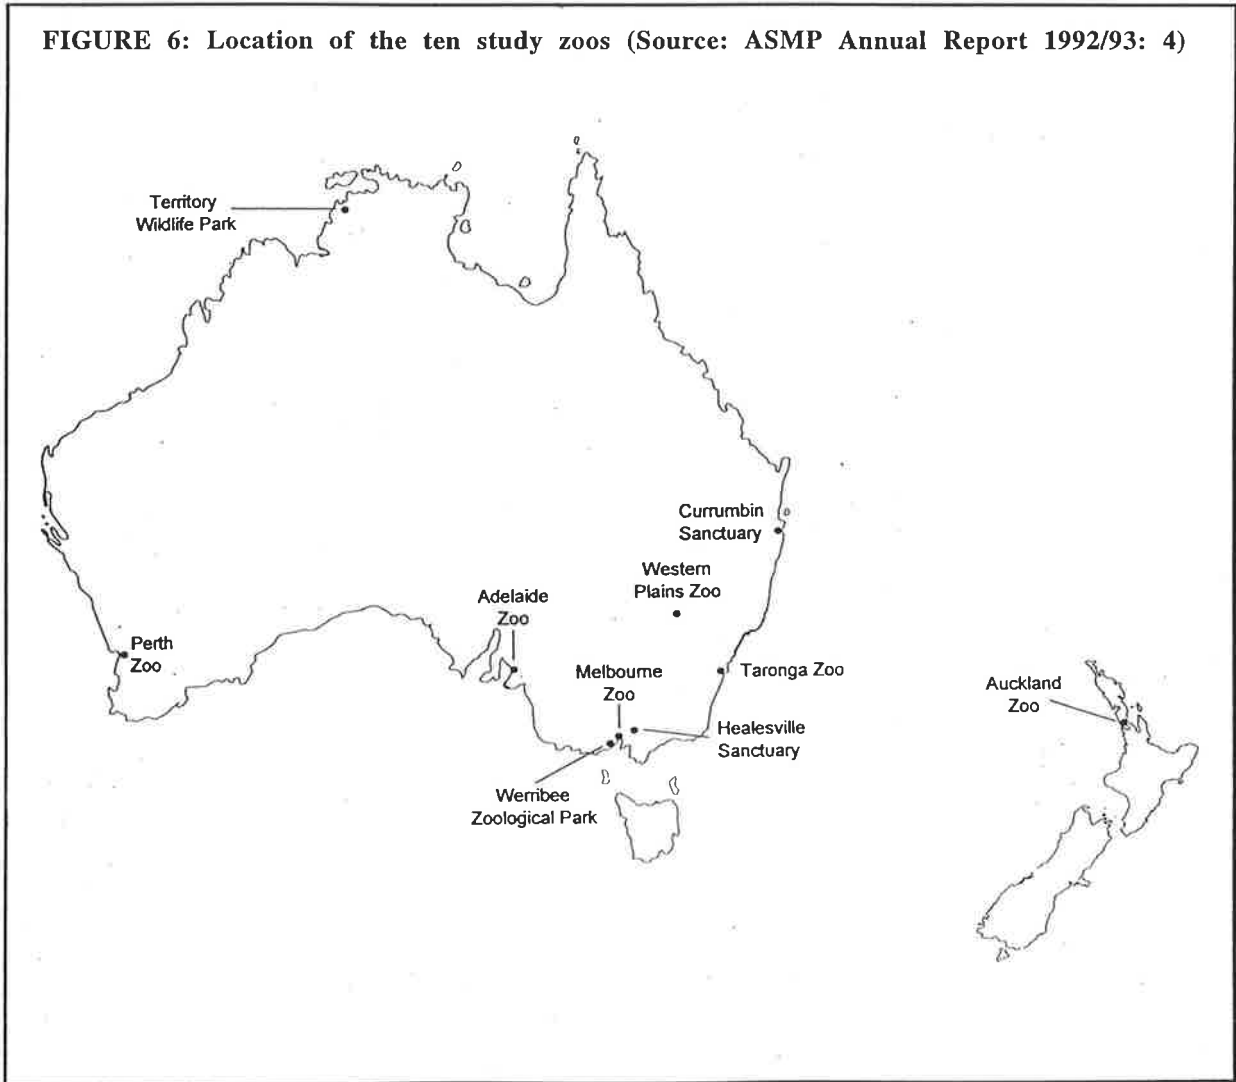 FIGURE 6: Location of the ten study zoos (Source: ASMP Annual Report 1992/93: 4)
Territory
Wildlife Park
Currumbin
Sanctuary
Western
Plains Zoo
Adelaide
Zoo
Perth
Zoo
Melbourne
Zoo
Taronga Zoo
Auckland
Zoo
Healesville
Sanctuary
Werribee
Zoological Park